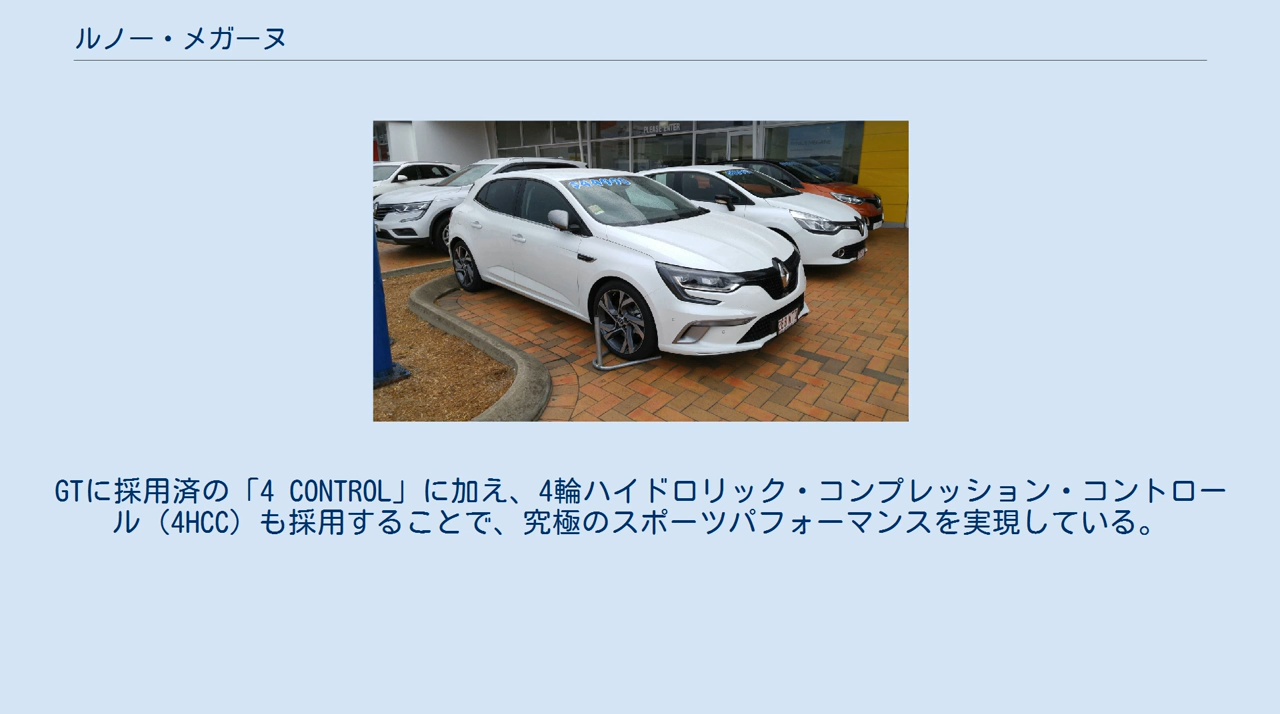 ルノー・メガーヌ
PLEASE ENTER
GTに採用済の「4 CONTROL」に加え、4輪ハイドロリック・コンプレッション・コントロー
ル（4HCC）も採用することで、究極のスポーツパフォーマンスを実現している。